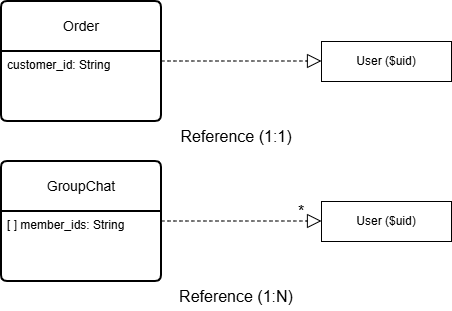 Order
customer_id: String
User ($uid)
Reference (1:1)
GroupChat
[ ] member_ids: String
*
User ($uid)
Reference (1:N)